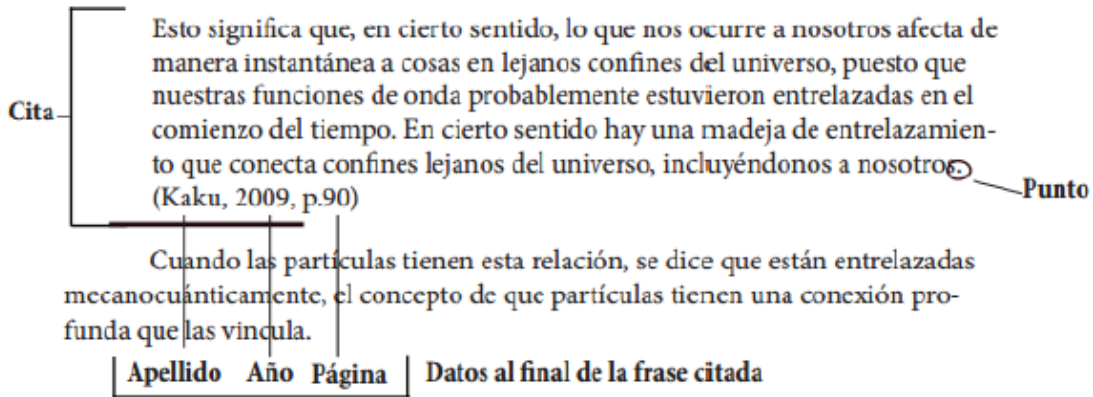 Esto significa que, en cierto sentido, lo que nos ocurre a nosotros afecta de
manera instantánea a cosas en lejanos confines del universo, puesto que
nuestras funciones de onda probablemente estuvieron entrelazadas en el
Cita
comienzo del tiempo. En cierto sentido hay una madeja de entrelazamien-
to que conecta confines lejanos del universo, incluyéndonos a nosotros.
(Kaku, 2009, p.90)
Punto
Cuando las partículas tienen esta relación, se dice que están entrelazadas
mecanocuánticamente, el concepto de que partículas tienen una conexión pro-
funda que las vincula.
Apellido Año Página Datos al final de la frase citada